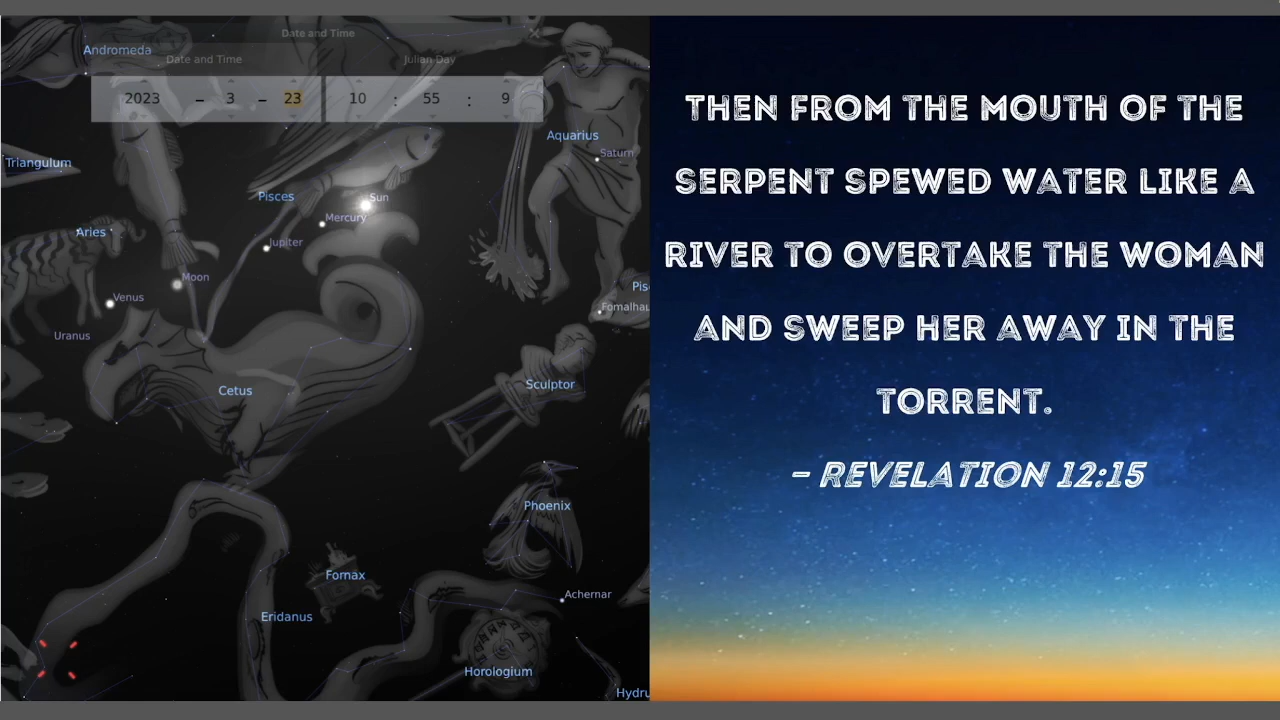 Date and Time
Date and Time
Julian Day
2023 – 3 – 23 10 : 55 : 9
Andromeda
Triangulum
Aries
Pisces
Aquarius
Saturn
Sun
Mercury
Jupiter
Moon
Venus
Uranus
Pis
Fomalhau
Cetus
Sculptor
Phoenix
Fornax
Eridanus
Achernar
Horologium
Hydru
THEN FROM THE MOUTH OF THE
SERPENT SPEWED WATER LIKE A
RIVER TO OVERTAKE THE WOMAN
AND SWEEP HER AWAY IN THE
TORRENT.
– REVELATION 12:15